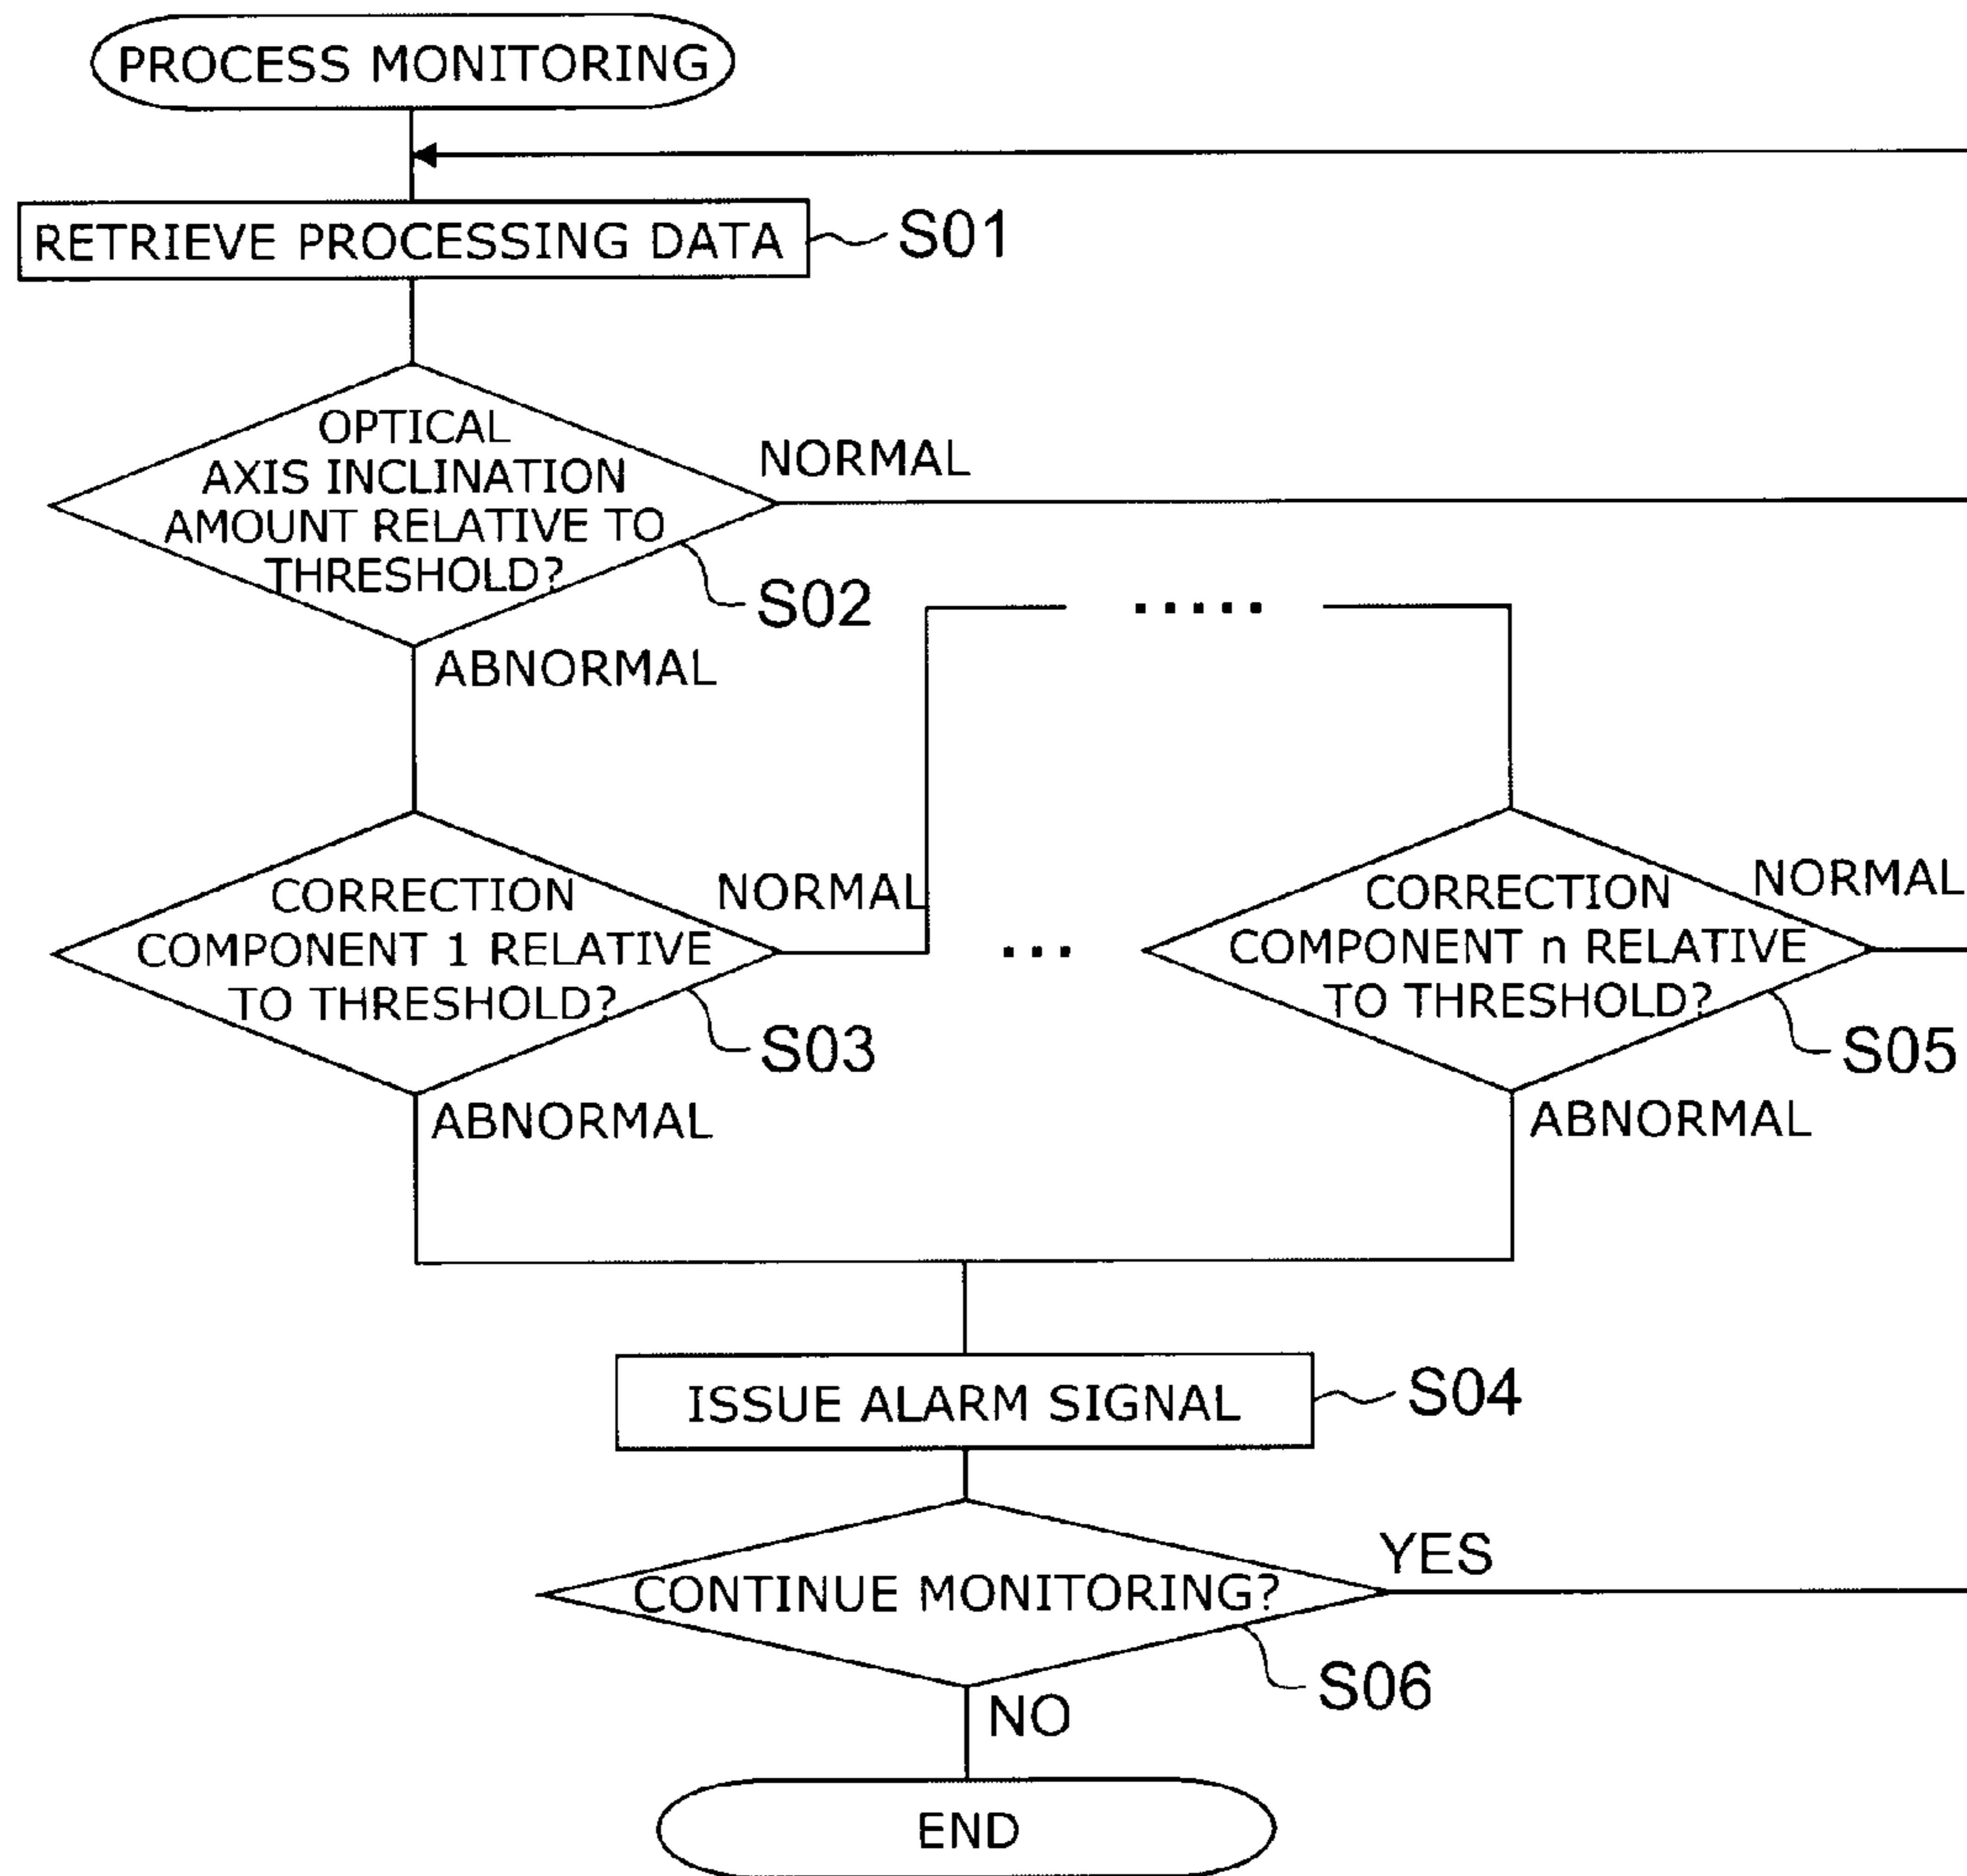 PROCESS MONITORING
RETRIEVE PROCESSING DATA
S01
OPTICAL
AXIS INCLINATION
AMOUNT RELATIVE TO
THRESHOLD?
NORMAL
S02
.....
ABNORMAL
CORRECTION
COMPONENT 1 RELATIVE
TO THRESHOLD?
NORMAL
S03
...
CORRECTION
COMPONENT n RELATIVE
TO THRESHOLD?
NORMAL
S05
ABNORMAL
ABNORMAL
ISSUE ALARM SIGNAL
S04
CONTINUE MONITORING?
YES
S06
NO
END